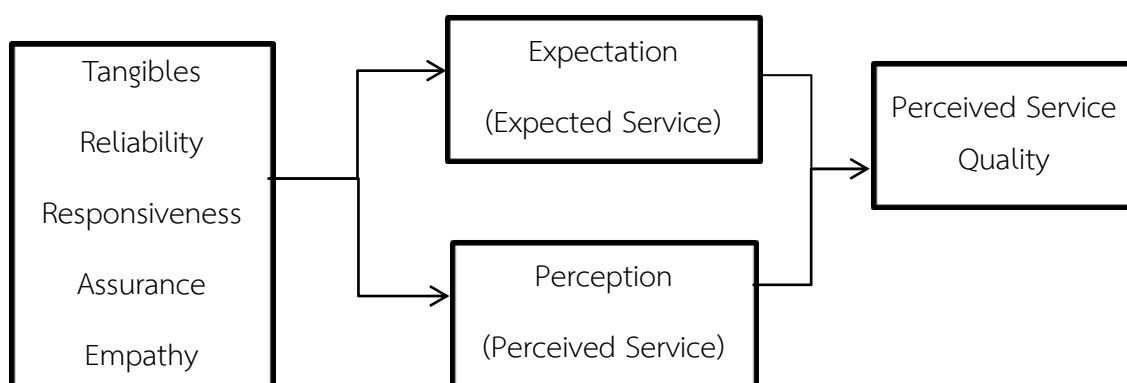 Tangibles
Reliability
Responsiveness
Assurance
Empathy
Expectation
(Expected Service)
Perception
(Perceived Service)
Perceived Service
Quality